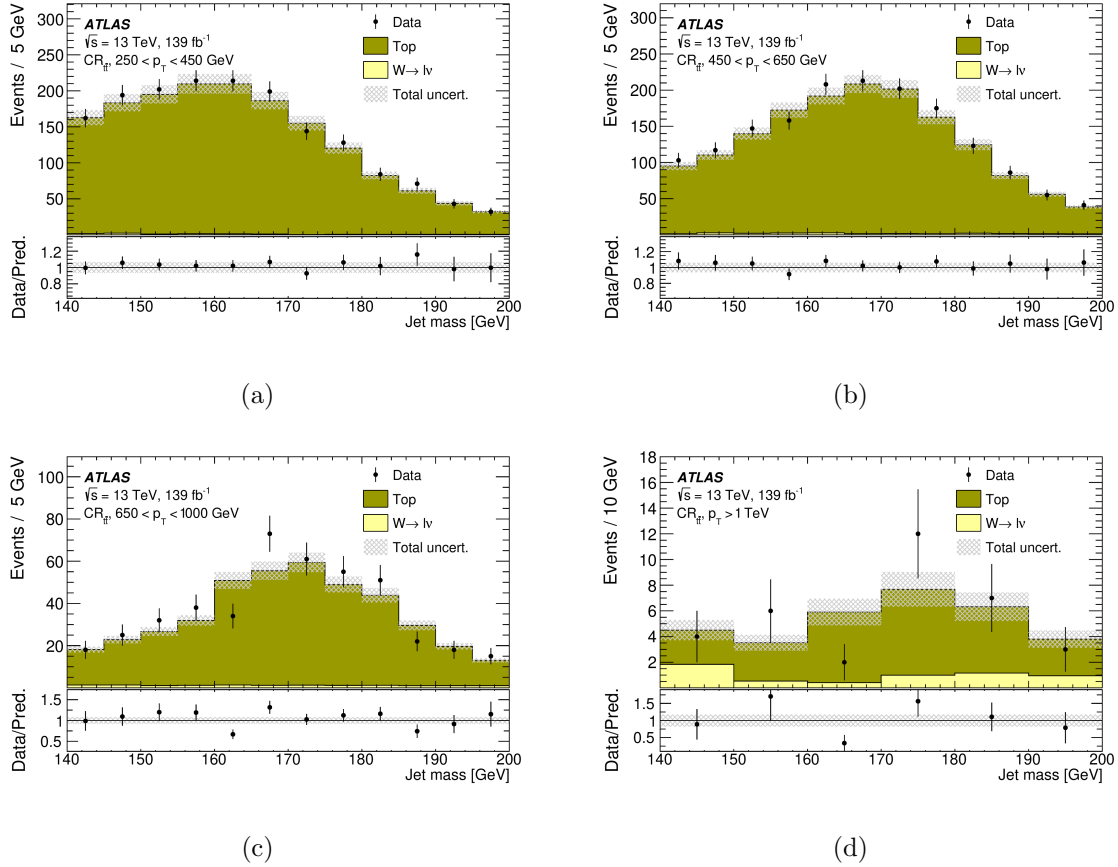 Events / 5 GeV
300
250
200
150
100
50
ATLAS
√s = 13 TeV, 139 fb⁻¹
CR_tt̄, 250 < p_T < 450 GeV
Data
Top
W→ lν
Total uncert.
Data/Pred.
1.2
1
0.8
140 150 160 170 180 190 200
Jet mass [GeV]
(a)
Events / 5 GeV
300
250
200
150
100
50
ATLAS
√s = 13 TeV, 139 fb⁻¹
CR_tt̄, 450 < p_T < 650 GeV
Data
Top
W→ lν
Total uncert.
Data/Pred.
1.2
1
0.8
140 150 160 170 180 190 200
Jet mass [GeV]
(b)
Events / 5 GeV
100
80
60
40
20
ATLAS
√s = 13 TeV, 139 fb⁻¹
CR_tt̄, 650 < p_T < 1000 GeV
Data
Top
W→ lν
Total uncert.
Data/Pred.
1.5
1
0.5
140 150 160 170 180 190 200
Jet mass [GeV]
(c)
Events / 10 GeV
18
16
14
12
10
8
6
4
2
ATLAS
√s = 13 TeV, 139 fb⁻¹
CR_tt̄, p_T > 1 TeV
Data
Top
W→ lν
Total uncert.
Data/Pred.
1.5
1
0.5
140 150 160 170 180 190 200
Jet mass [GeV]
(d)